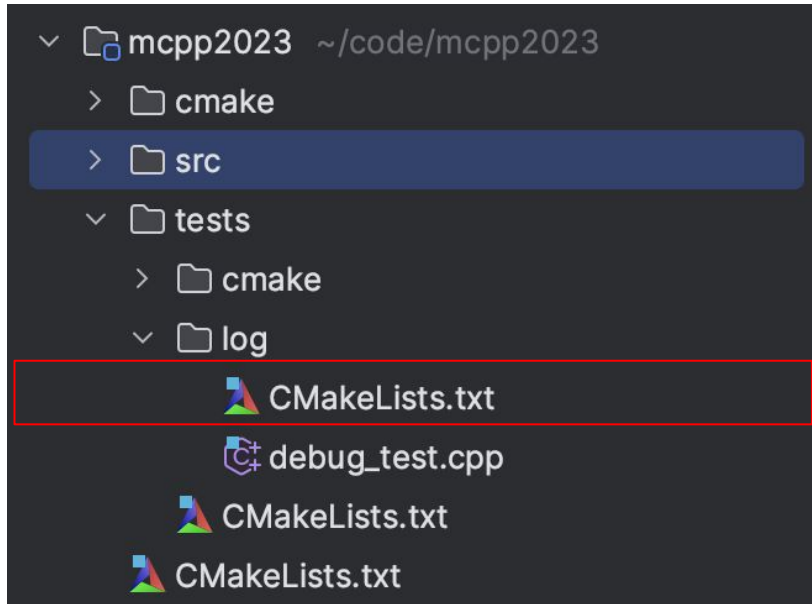 mcpp2023 ~/code/mcpp2023
cmake
src
tests
cmake
log
CMakeLists.txt
debug_test.cpp
CMakeLists.txt
CMakeLists.txt